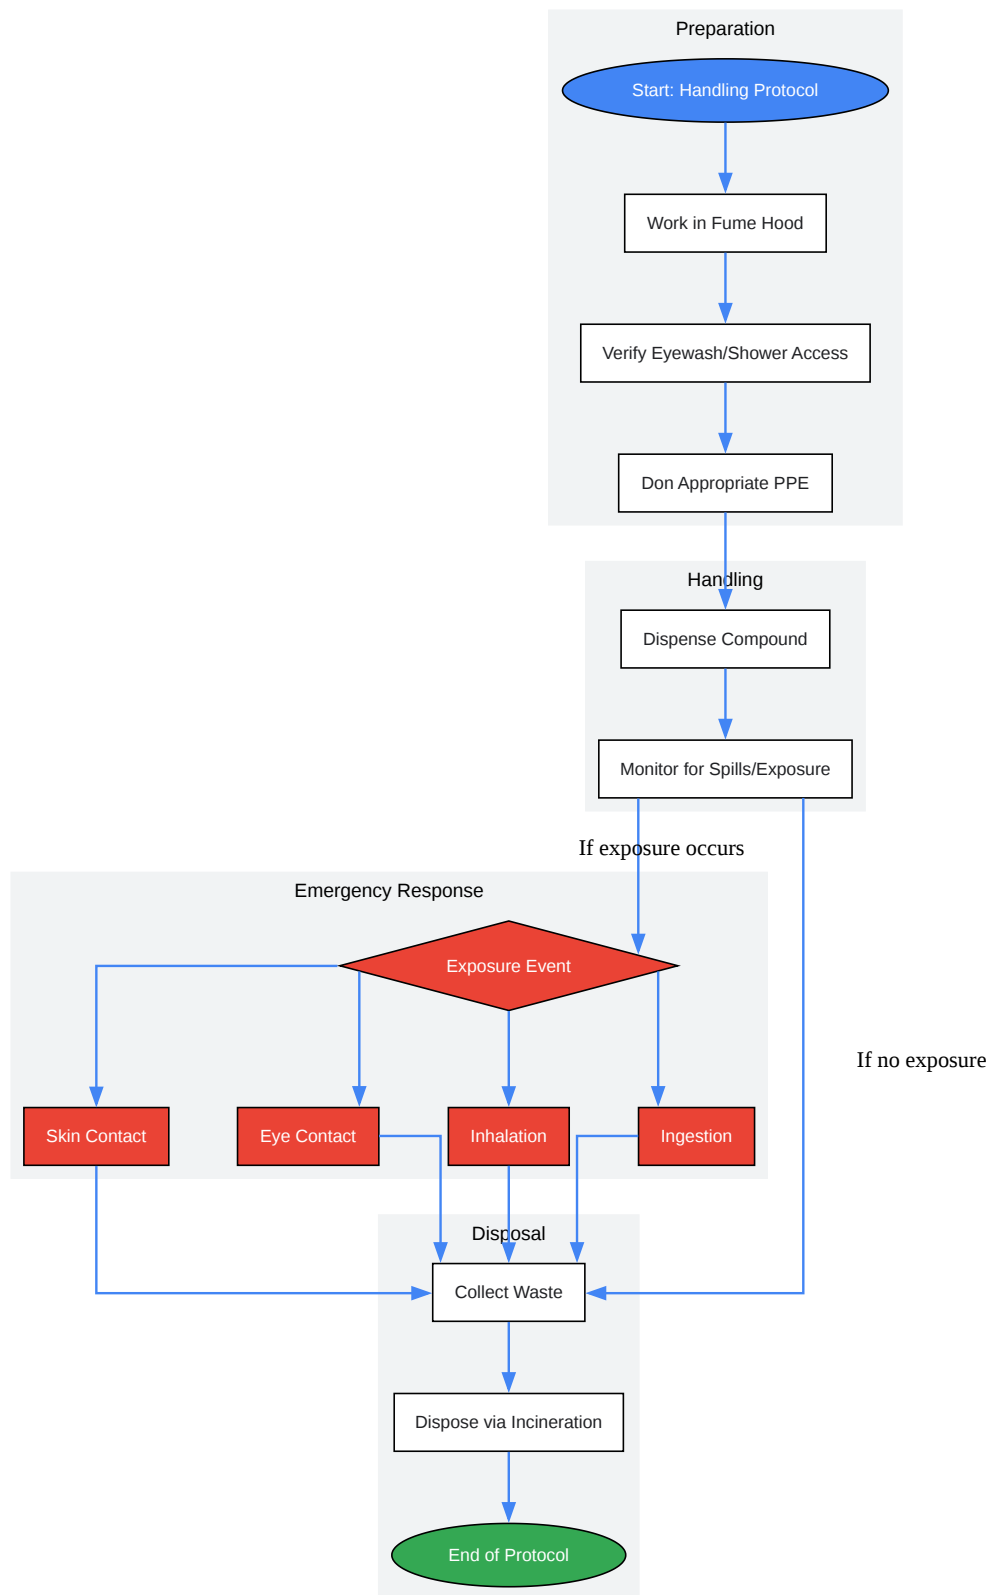 Preparation
Start: Handling Protocol
Work in Fume Hood
Verify Eyewash/Shower Access
Don Appropriate PPE
Handling
Dispense Compound
Monitor for Spills/Exposure
If exposure occurs
Emergency Response
Exposure Event
If no exposure
Skin Contact
Eye Contact
Inhalation
Ingestion
Disposal
Collect Waste
Dispose via Incineration
End of Protocol